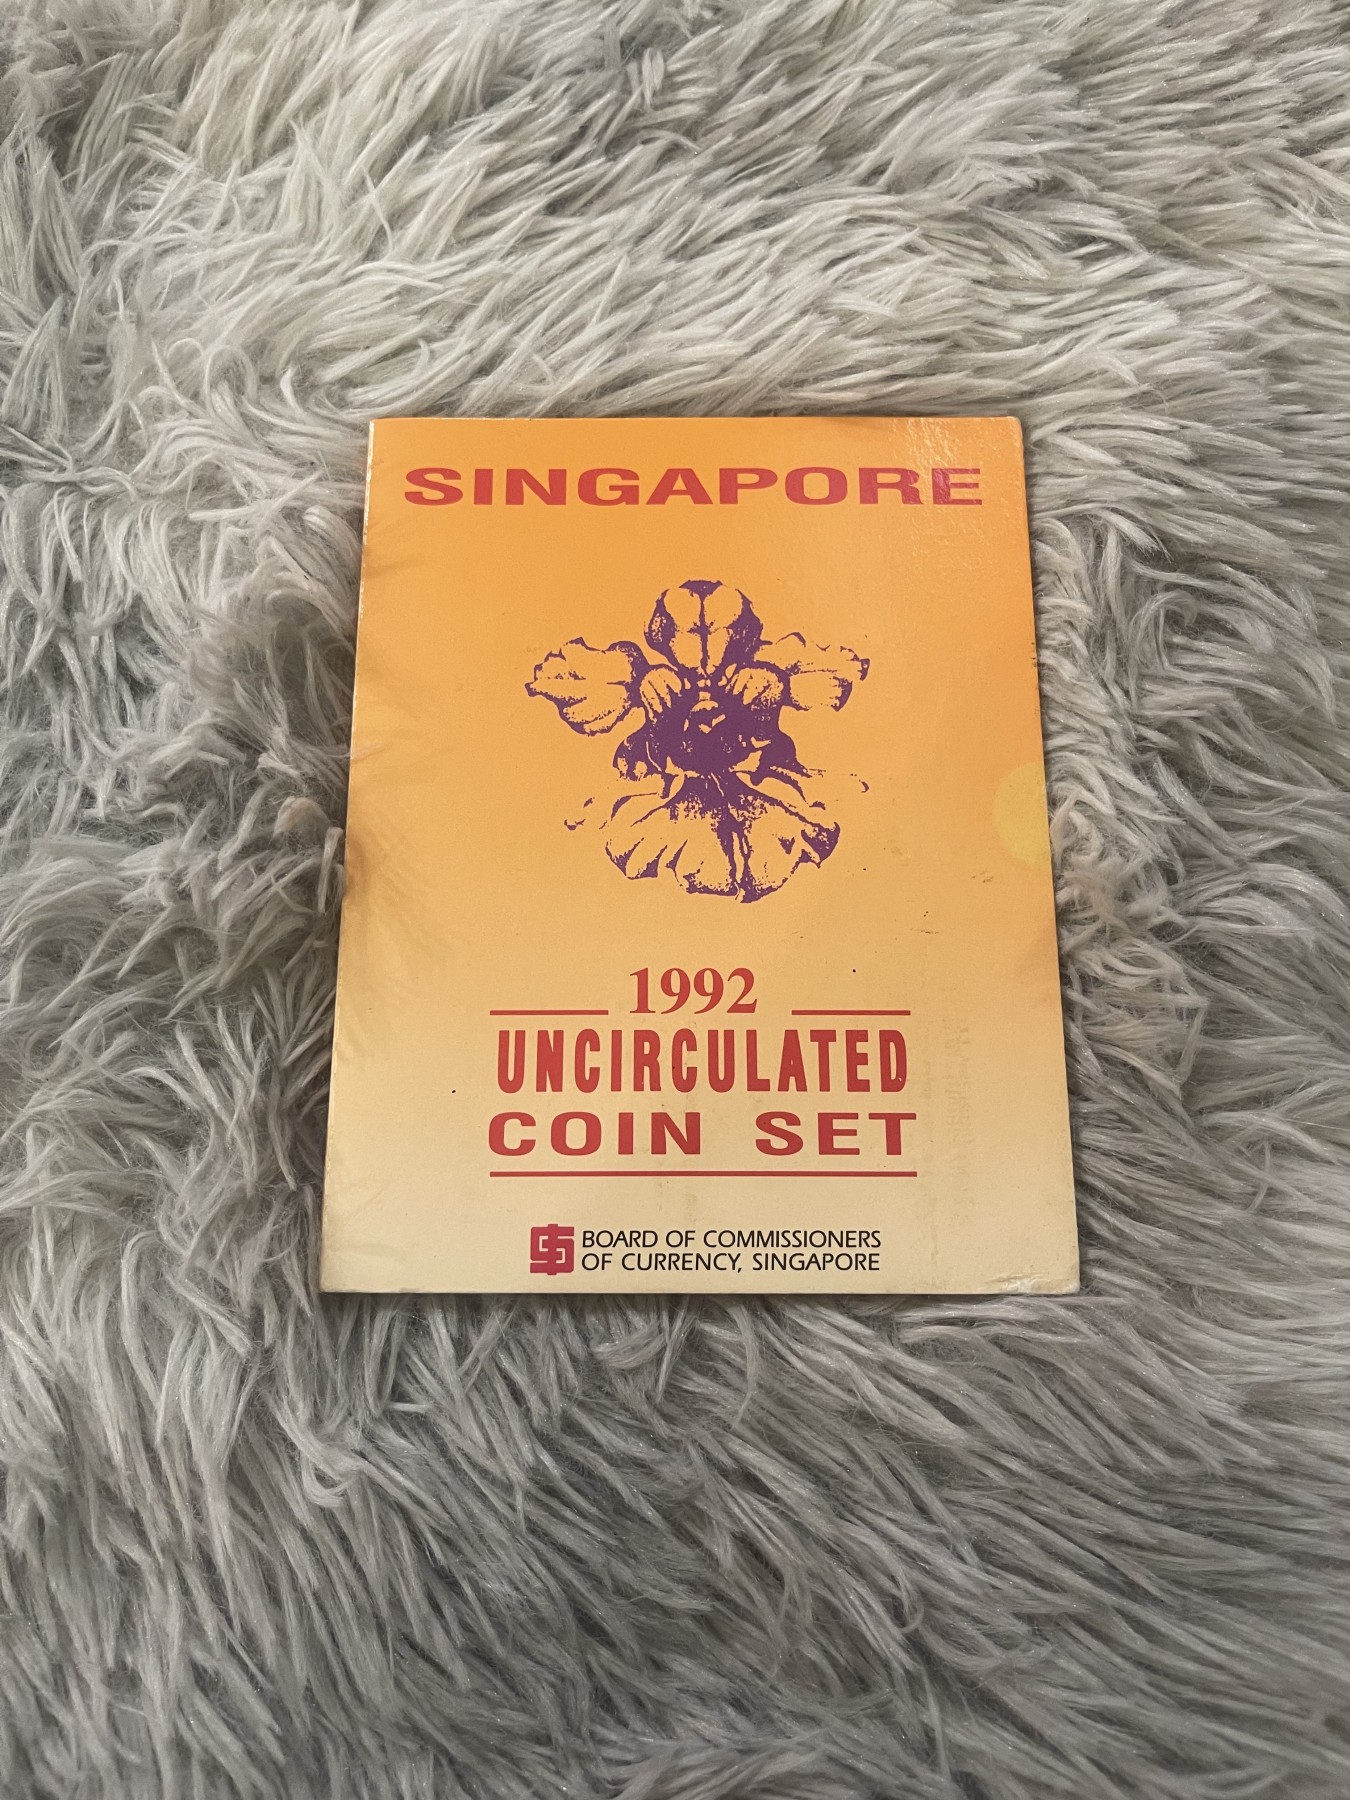 SINGAPORE
1992
UNCIRCULATED
COIN SET
BOARD OF COMMISSIONERS
OF CURRENCY, SINGAPORE